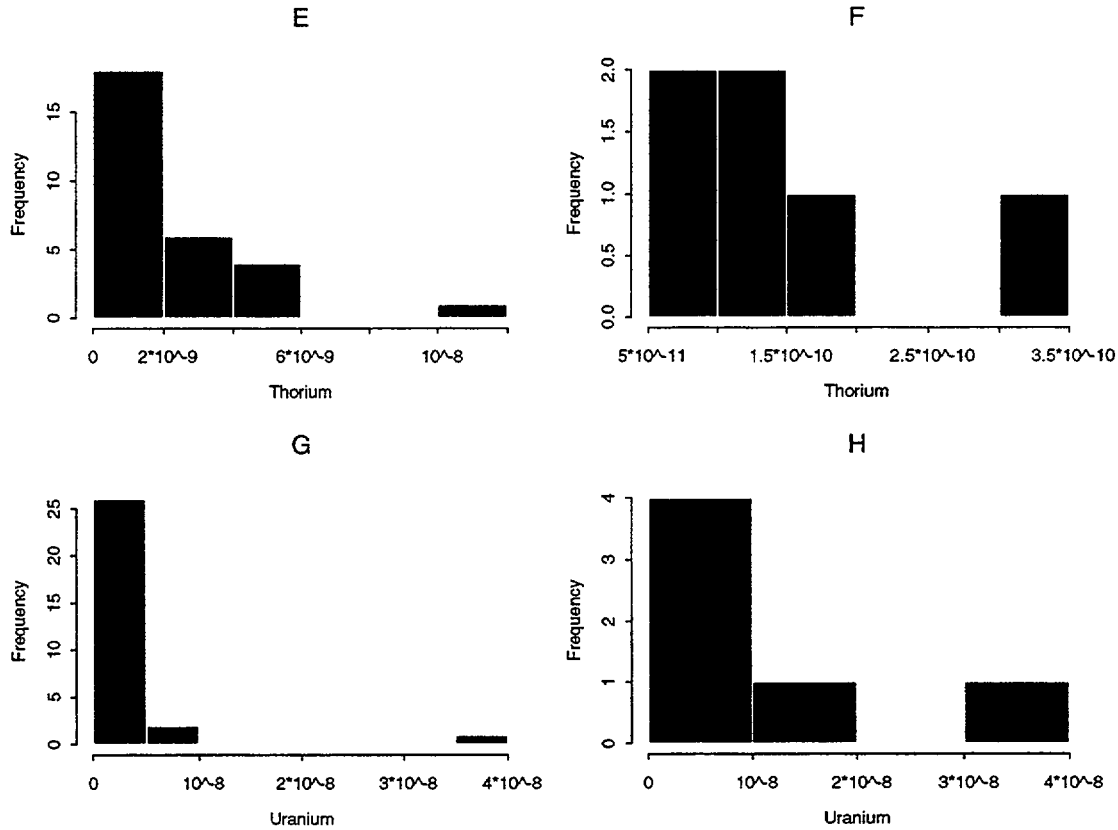 E
Frequency
15
10
5
0
0 2*10^-9 6*10^-9 10^-8
Thorium
F
Frequency
2.0
1.5
1.0
0.5
0.0
5*10^-11 1.5*10^-10 2.5*10^-10 3.5*10^-10
Thorium
G
Frequency
25
20
15
10
5
0
0 10^-8 2*10^-8 3*10^-8 4*10^-8
Uranium
H
Frequency
4
3
2
1
0
0 10^-8 2*10^-8 3*10^-8 4*10^-8
Uranium